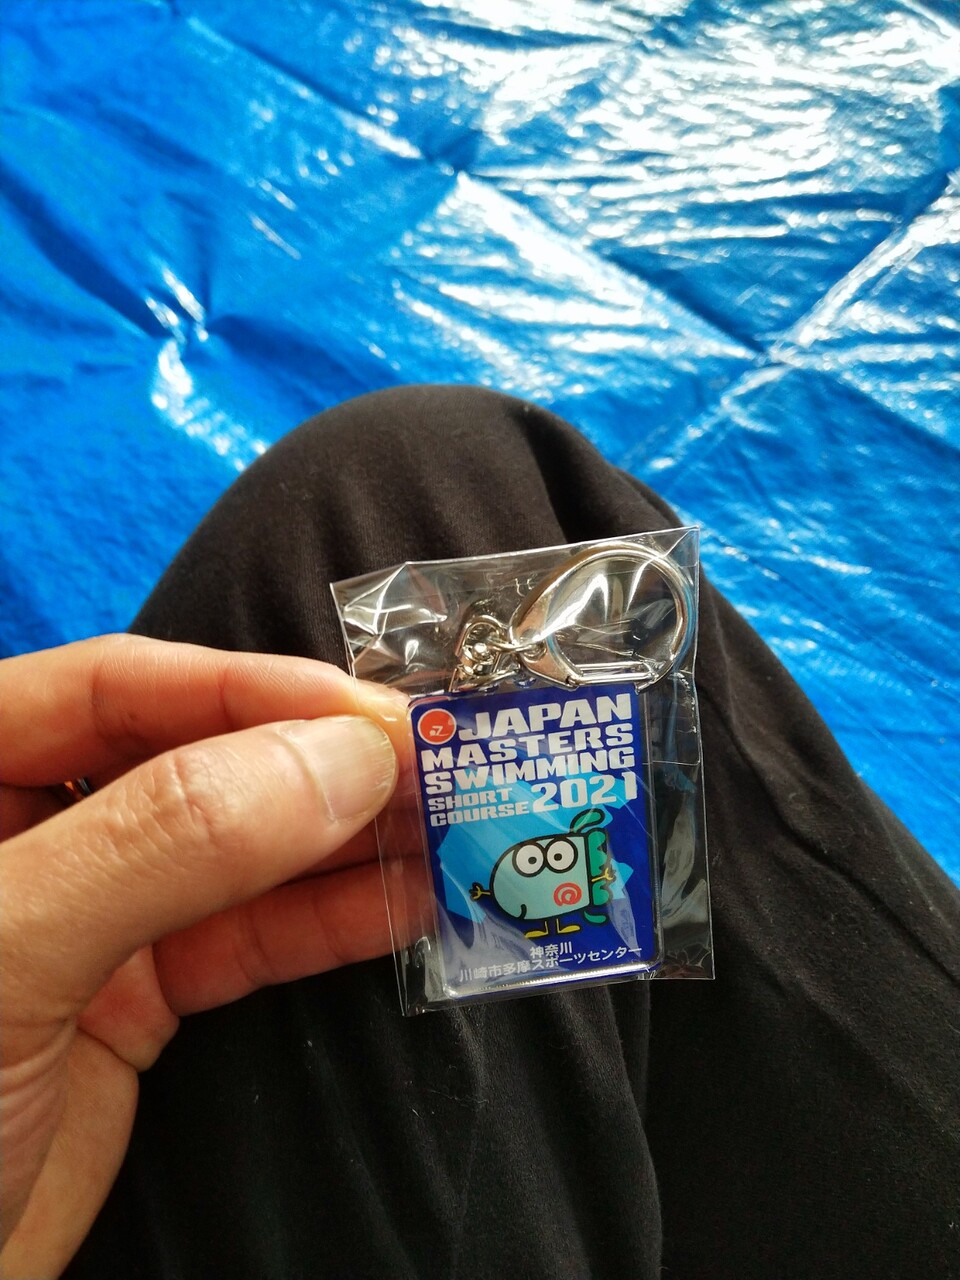 JAPAN
MASTERS
SWIMMING
SHORT
COURSE 2021
神奈川
川崎市多摩スポーツセンター